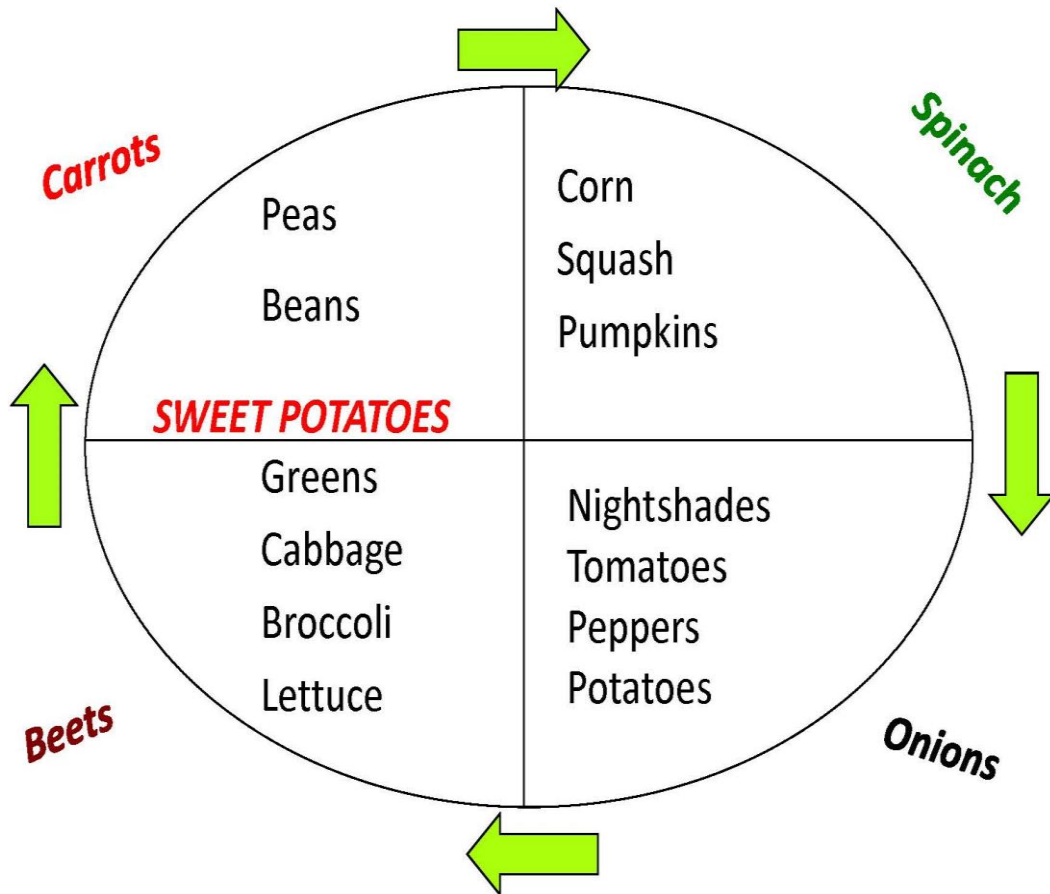 Carrots
Spinach
Peas
Beans
SWEET POTATOES
Corn
Squash
Pumpkins
Greens
Cabbage
Broccoli
Lettuce
Nightshades
Tomatoes
Peppers
Potatoes
Beets
Onions